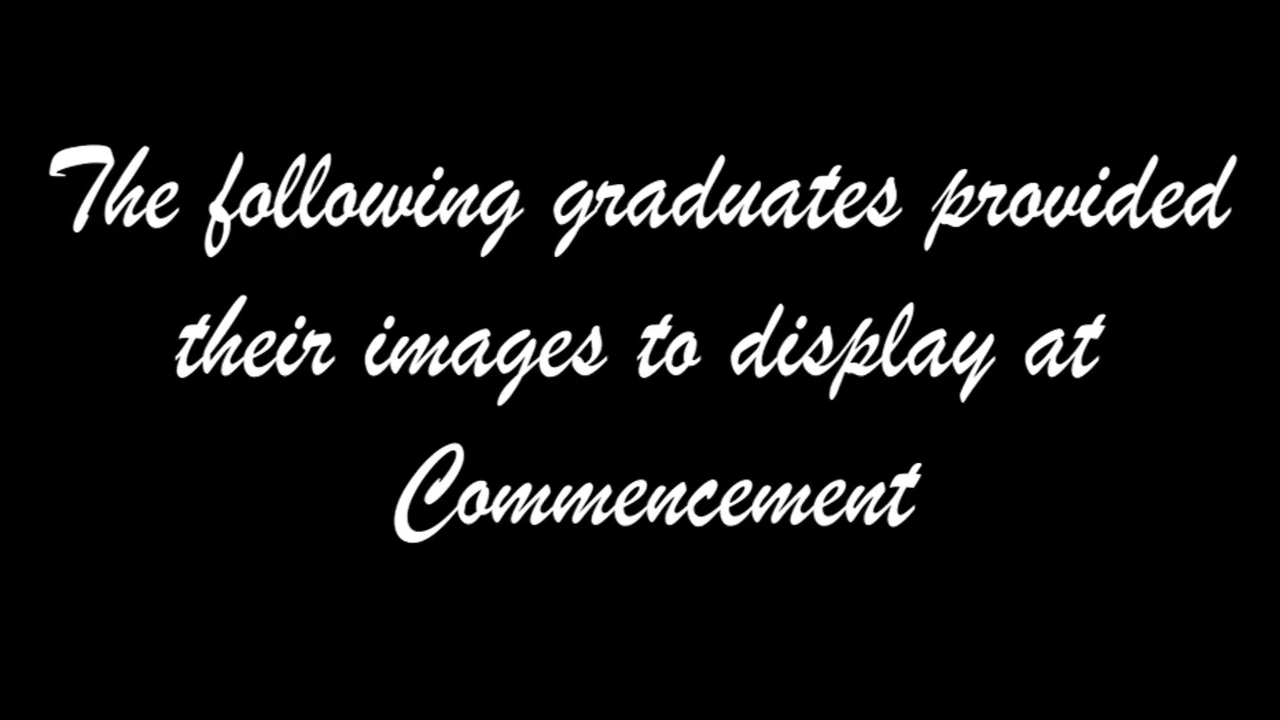 The following graduates provided
their images to display at
Commencement